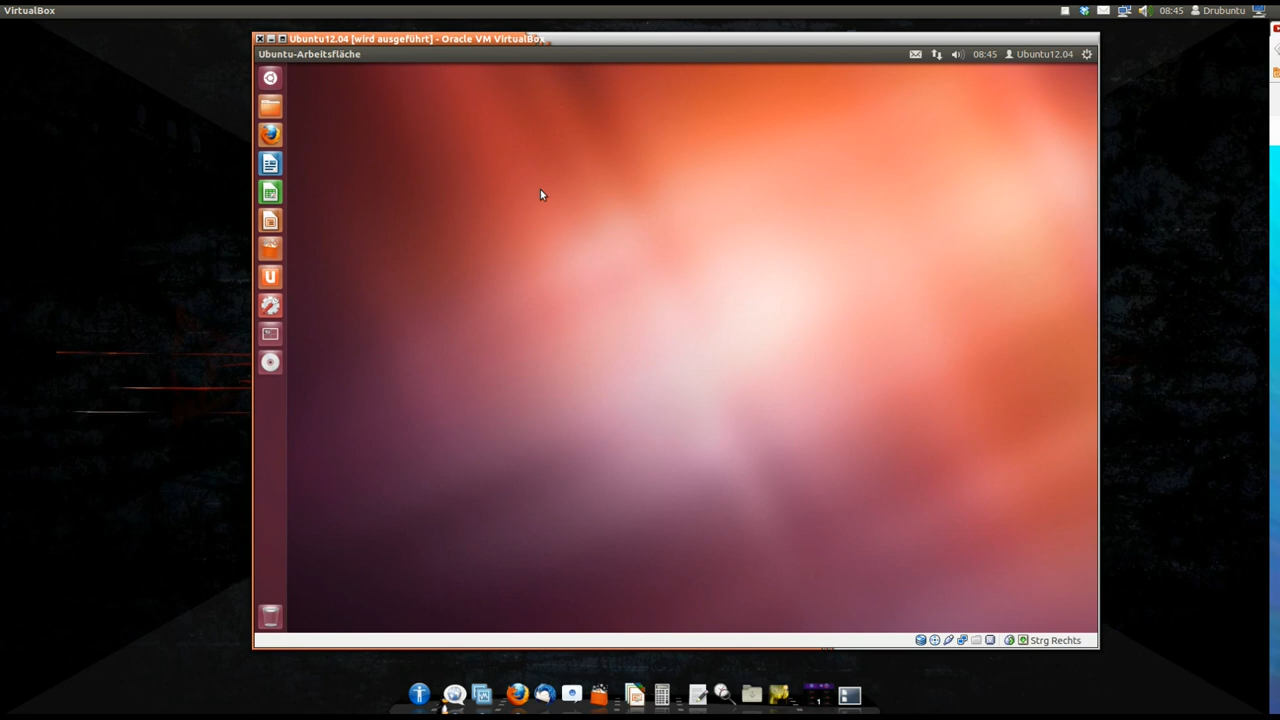 VirtualBox
08:45 Drubuntu
Ubuntu12.04 [wird ausgeführt] - Oracle VM VirtualBox
Ubuntu-Arbeitsfläche
08:45 Ubuntu12.04
U
Strg Rechts
1